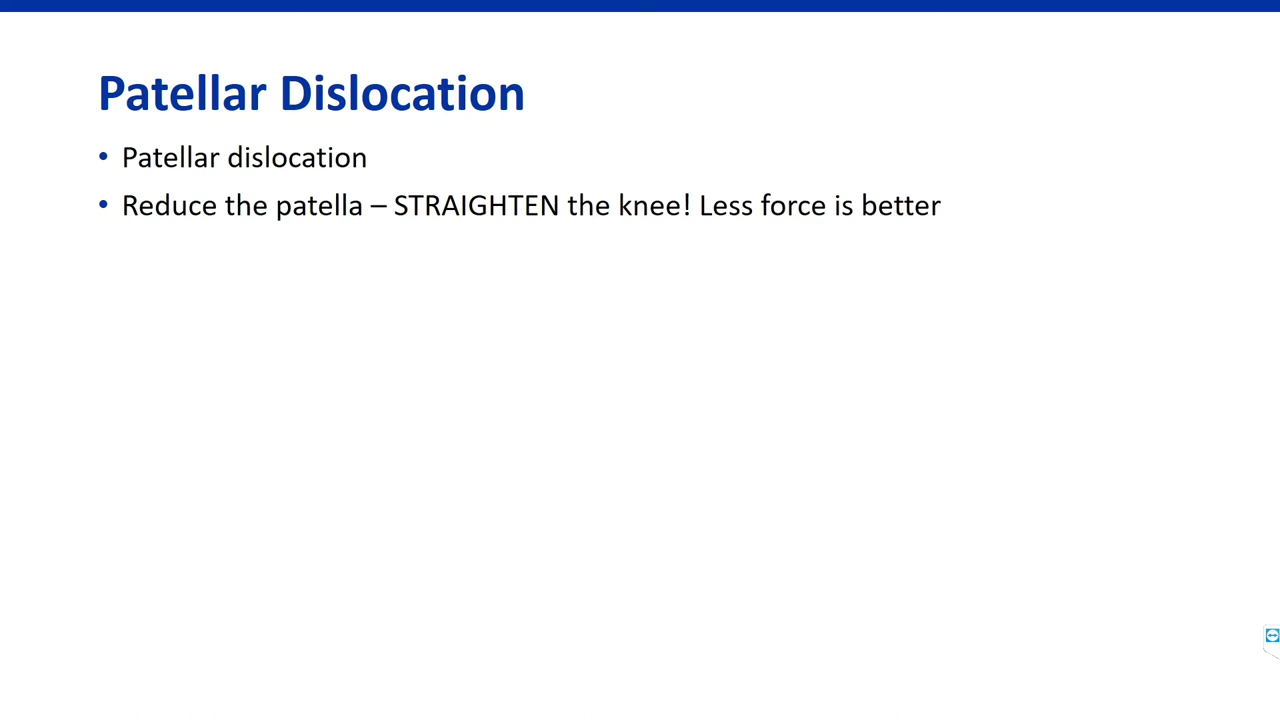 Patellar Dislocation
• Patellar dislocation
• Reduce the patella – STRAIGHTEN the knee! Less force is better